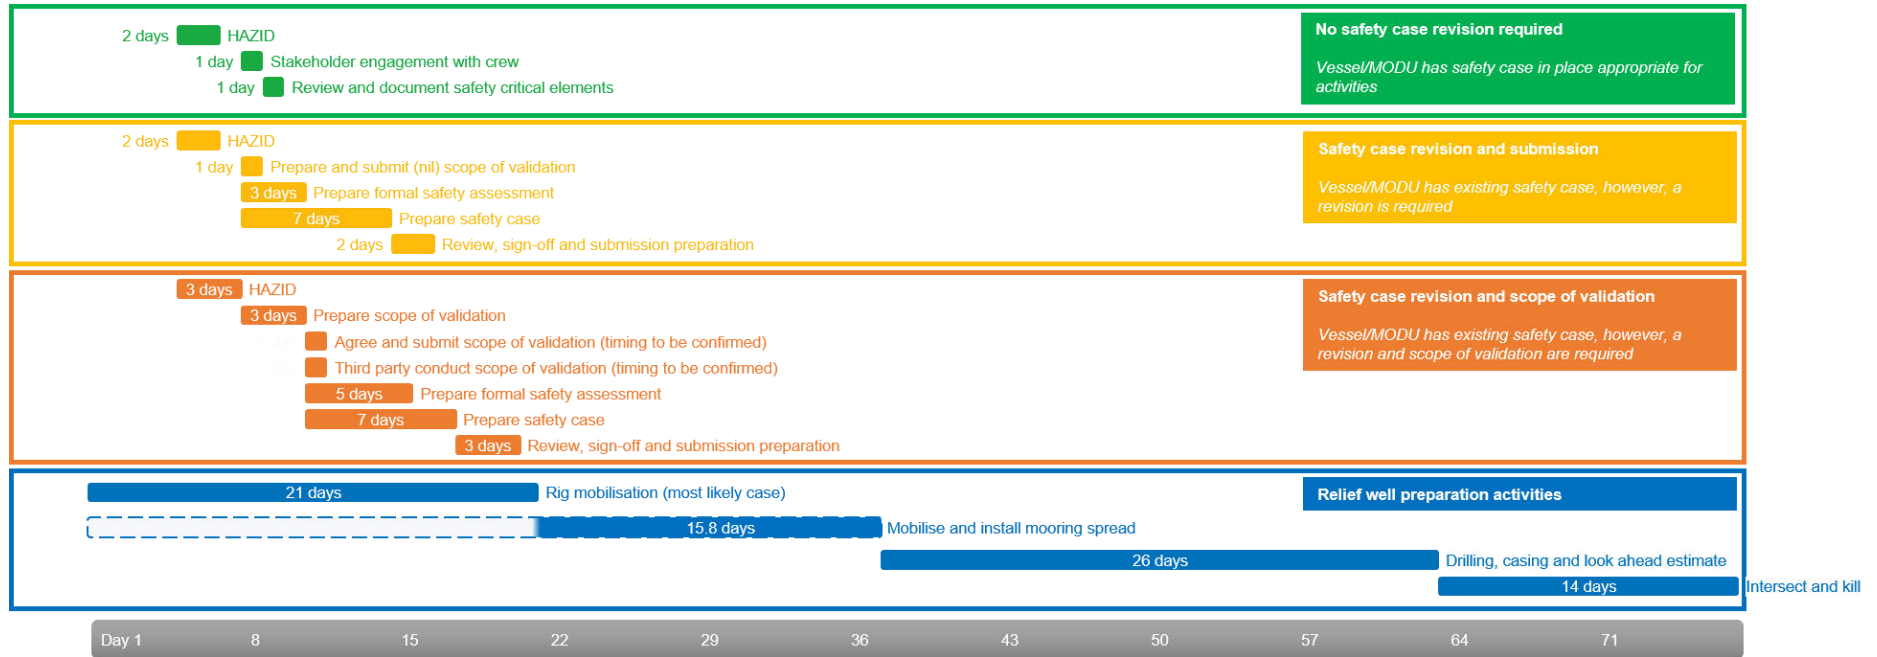 No safety case revision required
Vessel/MODU has safety case in place appropriate for
activities
2 days HAZID
1 day Stakeholder engagement with crew
1 day Review and document safety critical elements
Safety case revision and submission
Vessel/MODU has existing safety case, however, a
revision is required
2 days HAZID
1 day Prepare and submit (nil) scope of validation
3 days Prepare formal safety assessment
7 days Prepare safety case
2 days Review, sign-off and submission preparation
Safety case revision and scope of validation
Vessel/MODU has existing safety case, however, a
revision and scope of validation are required
3 days HAZID
3 days Prepare scope of validation
Agree and submit scope of validation (timing to be confirmed)
Third party conduct scope of validation (timing to be confirmed)
5 days Prepare formal safety assessment
7 days Prepare safety case
3 days Review, sign-off and submission preparation
Relief well preparation activities
21 days Rig mobilisation (most likely case)
15.8 days Mobilise and install mooring spread
26 days Drilling, casing and look ahead estimate
14 days Intersect and kill
Day 1 8 15 22 29 36 43 50 57 64 71